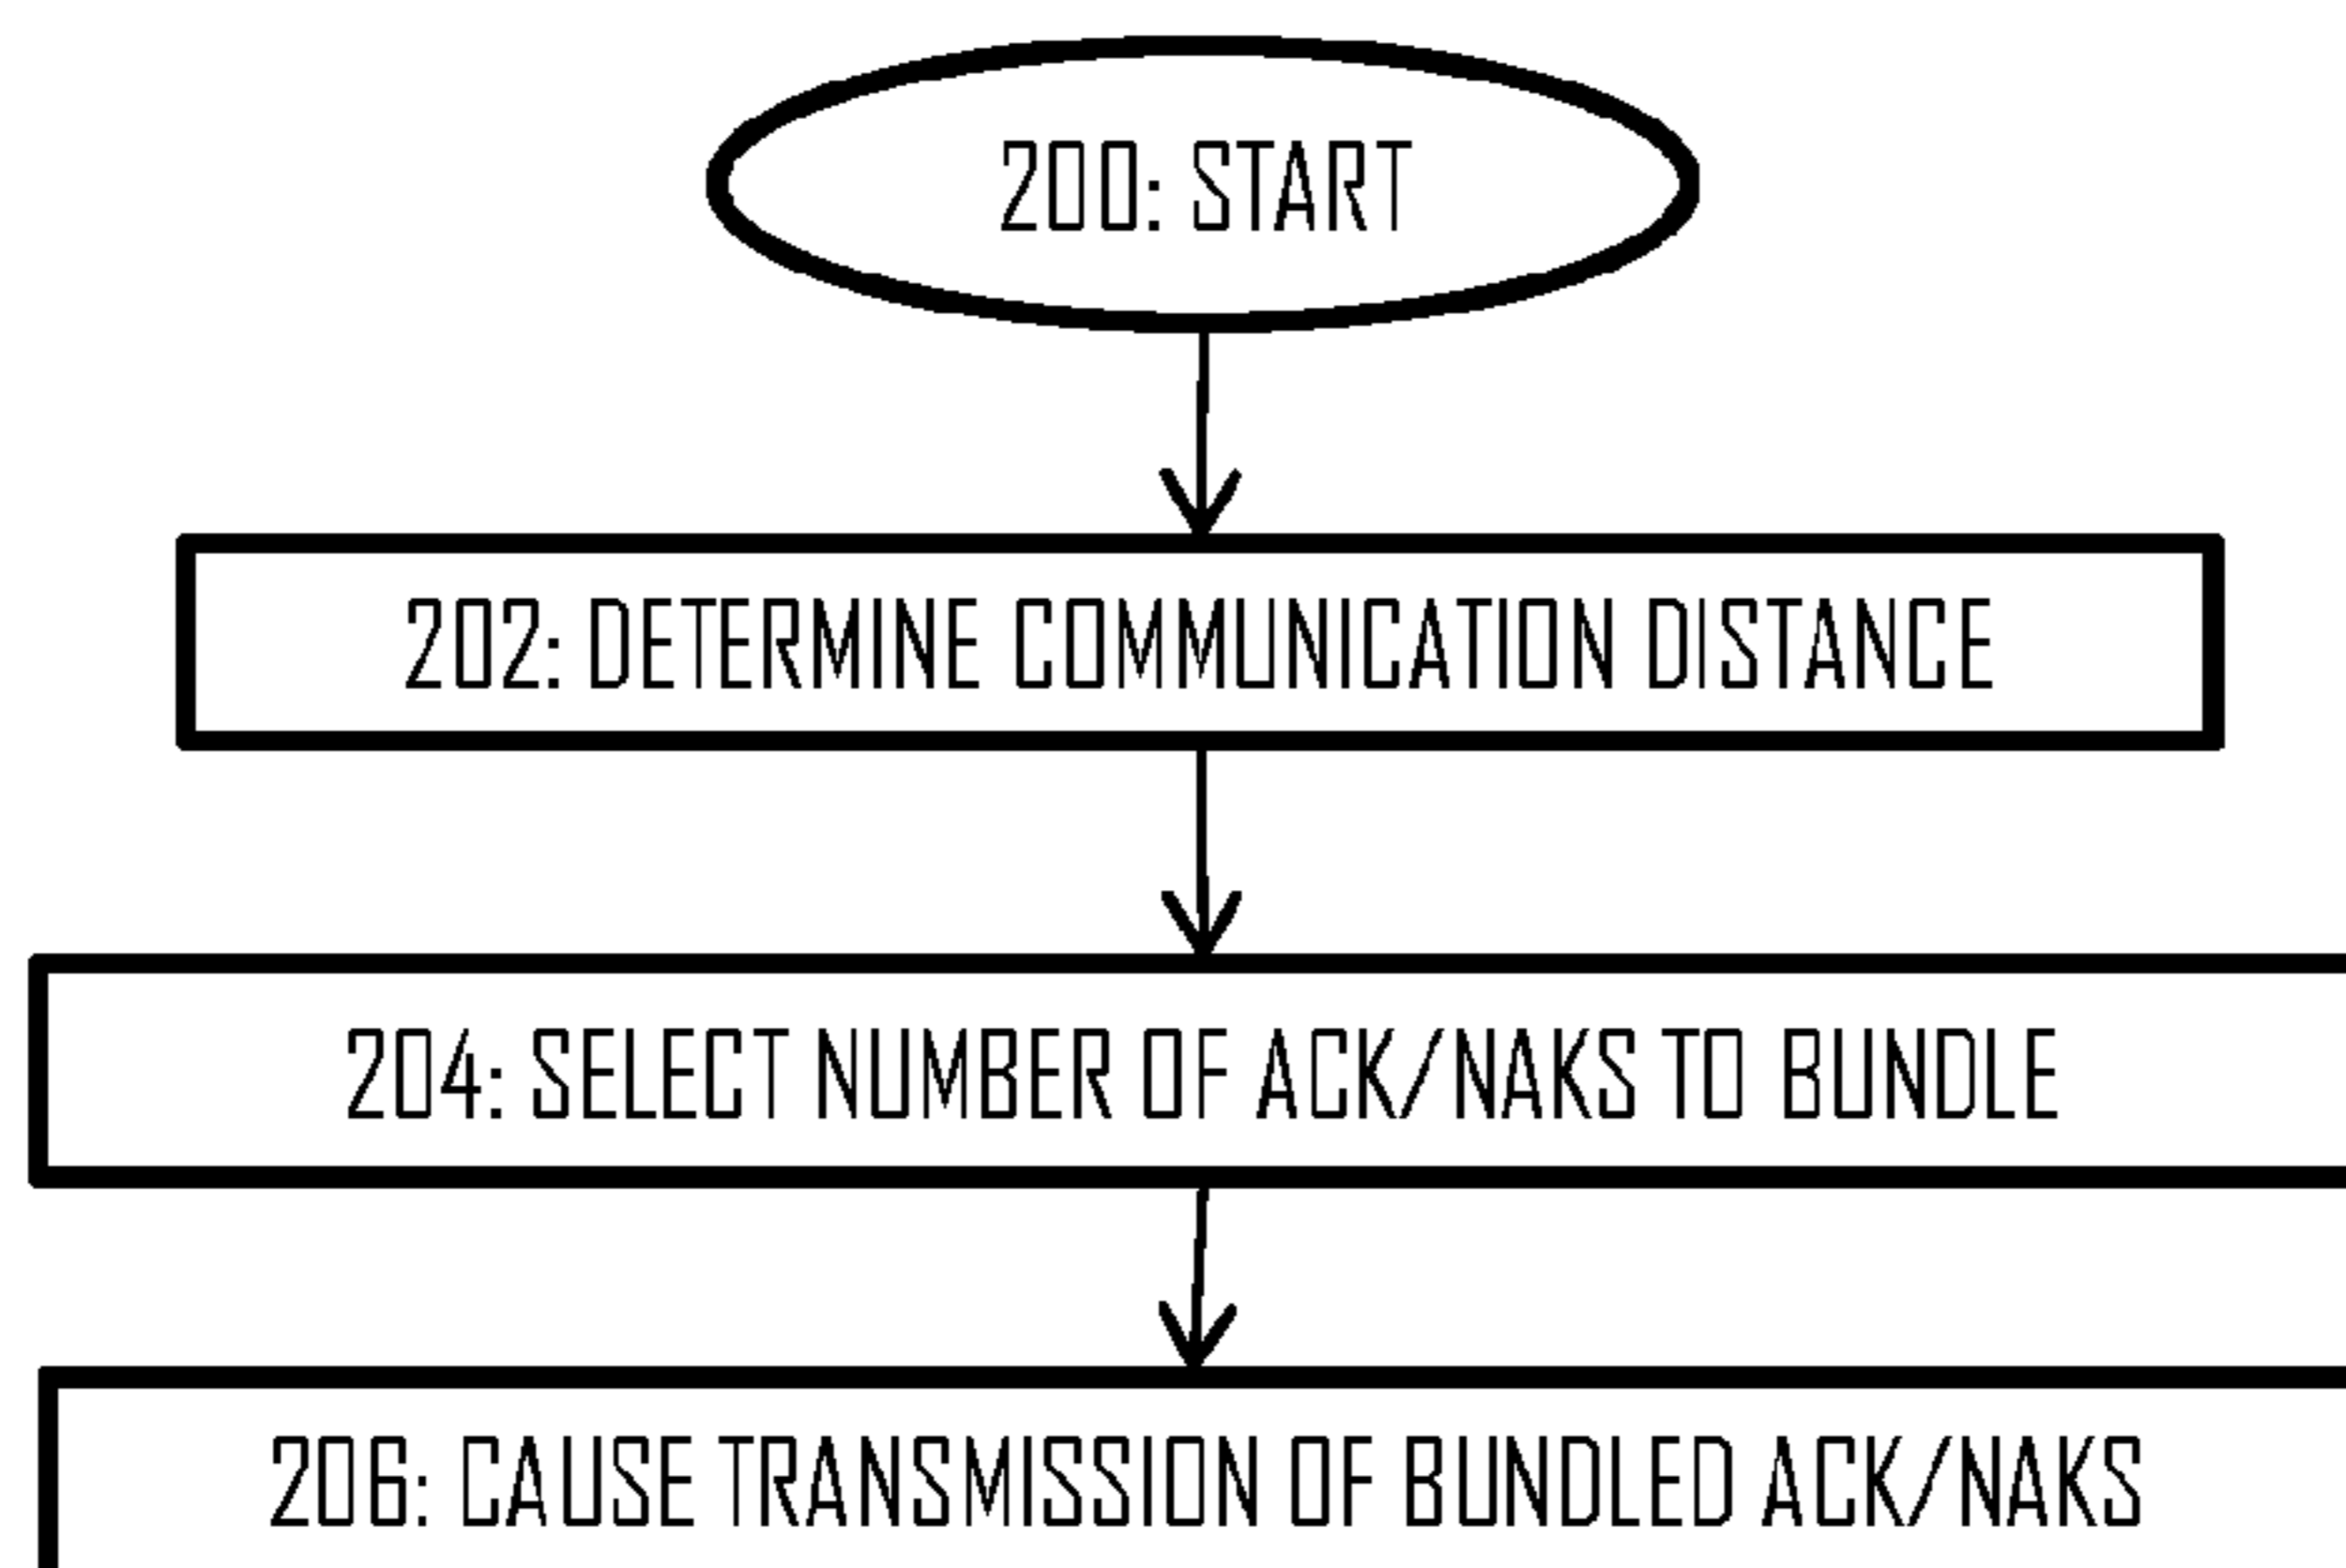 200: START
202: DETERMINE COMMUNICATION DISTANCE
204: SELECT NUMBER OF ACK/NAKS TO BUNDLE
206: CAUSE TRANSMISSION OF BUNDLED ACK/NAKS